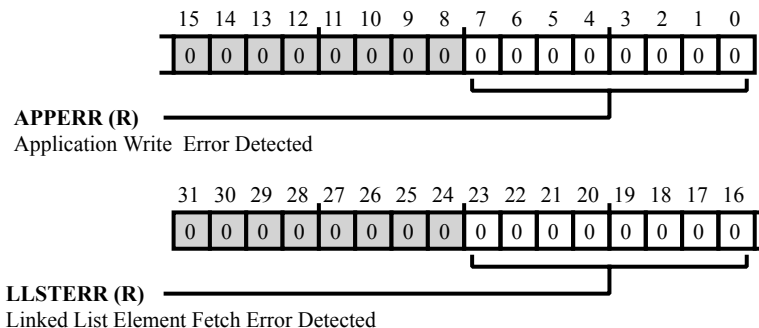 15 14 13 12 11 10 9 8 7 6 5 4 3 2 1 0
0 0 0 0 0 0 0 0 0 0 0 0 0 0 0 0
APPERR (R)
Application Write Error Detected
31 30 29 28 27 26 25 24 23 22 21 20 19 18 17 16
0 0 0 0 0 0 0 0 0 0 0 0 0 0 0 0
LLSTERR (R)
Linked List Element Fetch Error Detected